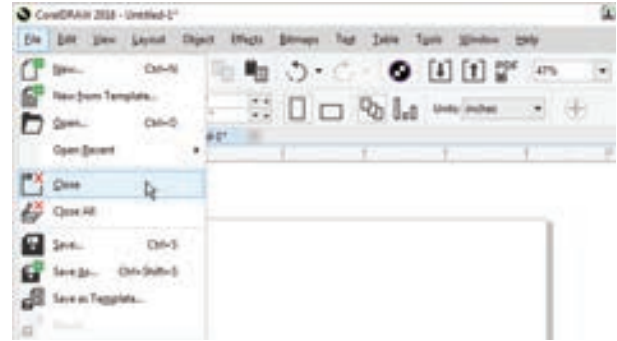 CorelDRAW 2018 - Untitled-1*
File Edit View Layout Object Effects Bitmaps Text Table Tools Window Help
New... Ctrl+N
PDF 47%
New from Template...
Open... Ctrl+O
Units: inches
Open Recent
Close
Close All
Save... Ctrl+S
Save As... Ctrl+Shift+S
Save as Template...